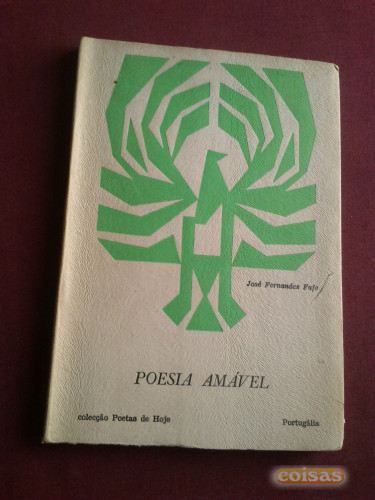 José Fernandes Fafe
POESIA AMÁVEL
colecção Poetas de Hoje
Portugália
coisas